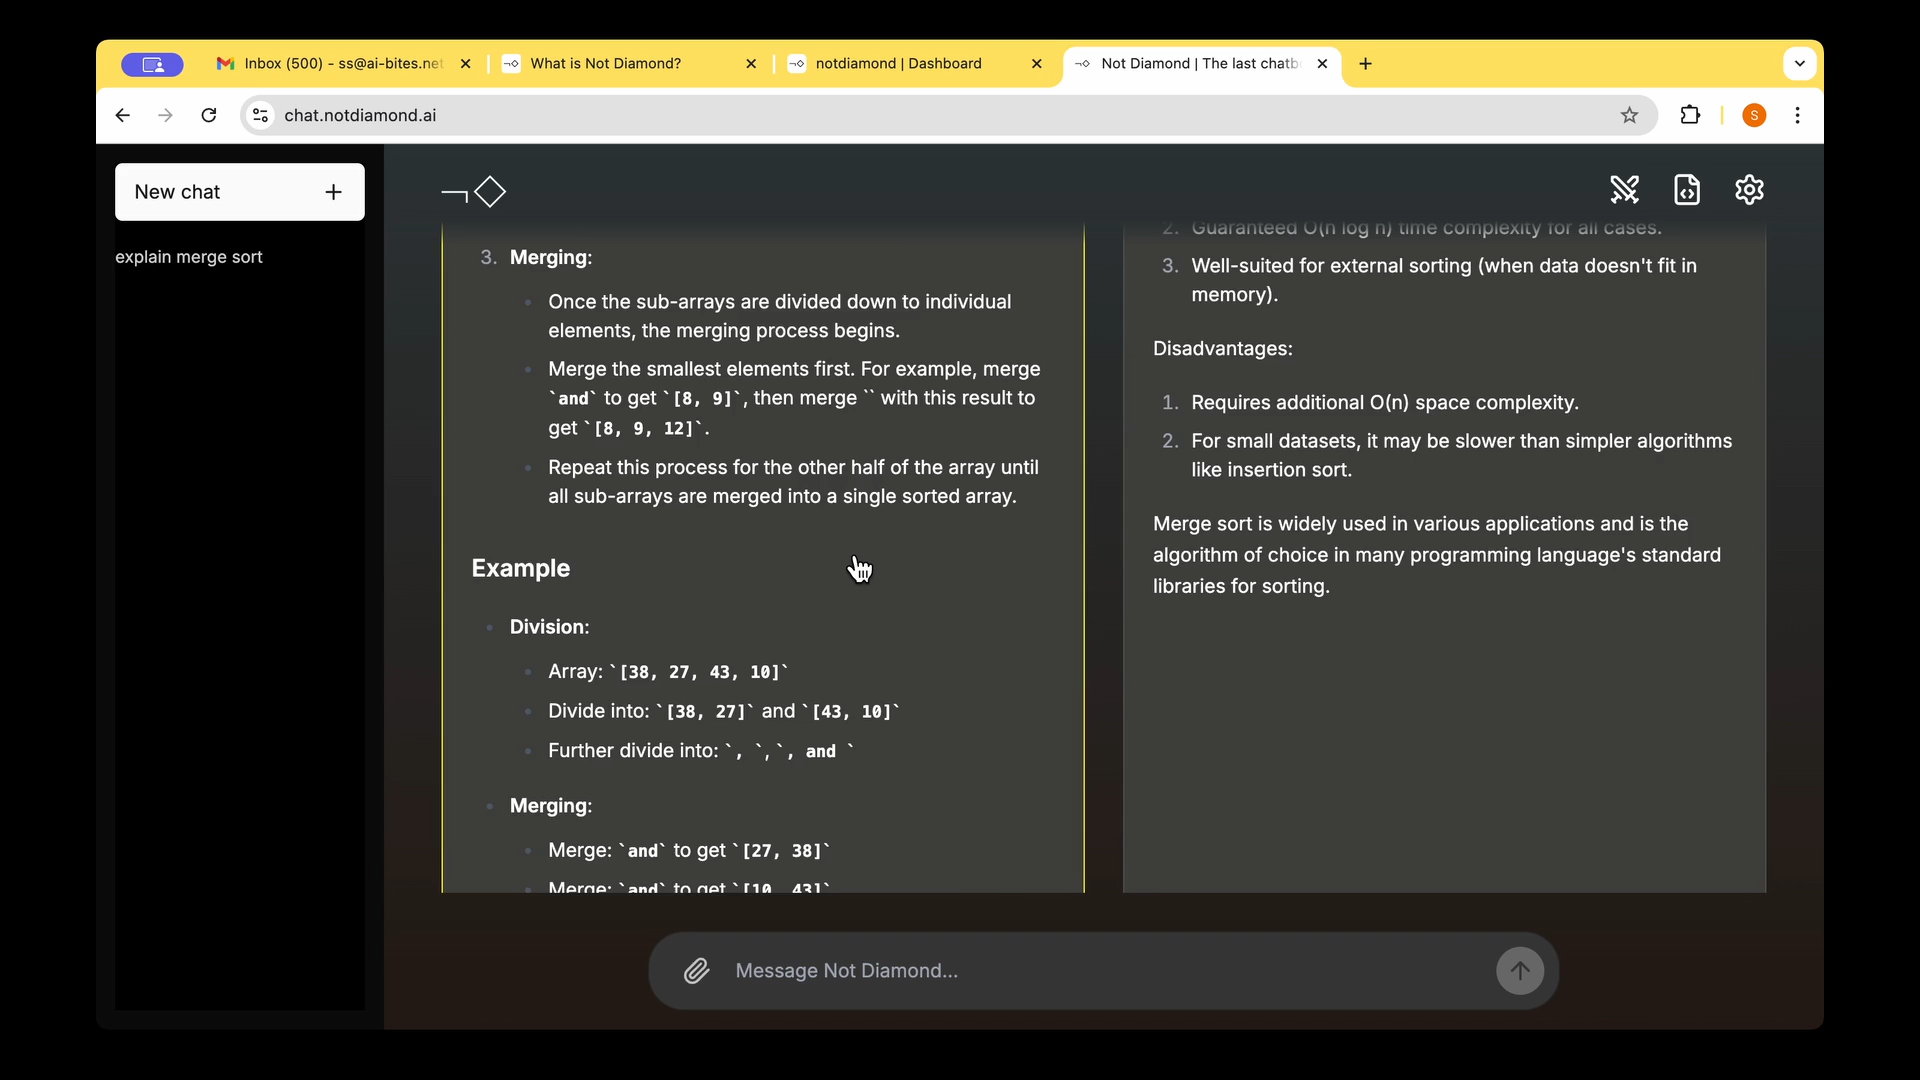 Inbox (500) - ss@ai-bites.net
What is Not Diamond?
notdiamond | Dashboard
Not Diamond | The last chatb
chat.notdiamond.ai
S
New chat
explain merge sort
3. Merging:
Once the sub-arrays are divided down to individual
elements, the merging process begins.
Merge the smallest elements first. For example, merge
`and` to get `[8, 9]`, then merge `` with this result to
get `[8, 9, 12]`.
Repeat this process for the other half of the array until
all sub-arrays are merged into a single sorted array.
Example
Division:
Array: `[38, 27, 43, 10]`
Divide into: `[38, 27]` and `[43, 10]`
Further divide into: `, `,`, and `
Merging:
Merge: `and` to get `[27, 38]`
Merge: `and` to get `[10, 43]`
2. Guaranteed O(n log n) time complexity for all cases.
3. Well-suited for external sorting (when data doesn't fit in
memory).
Disadvantages:
1. Requires additional O(n) space complexity.
2. For small datasets, it may be slower than simpler algorithms
like insertion sort.
Merge sort is widely used in various applications and is the
algorithm of choice in many programming language's standard
libraries for sorting.
Message Not Diamond...